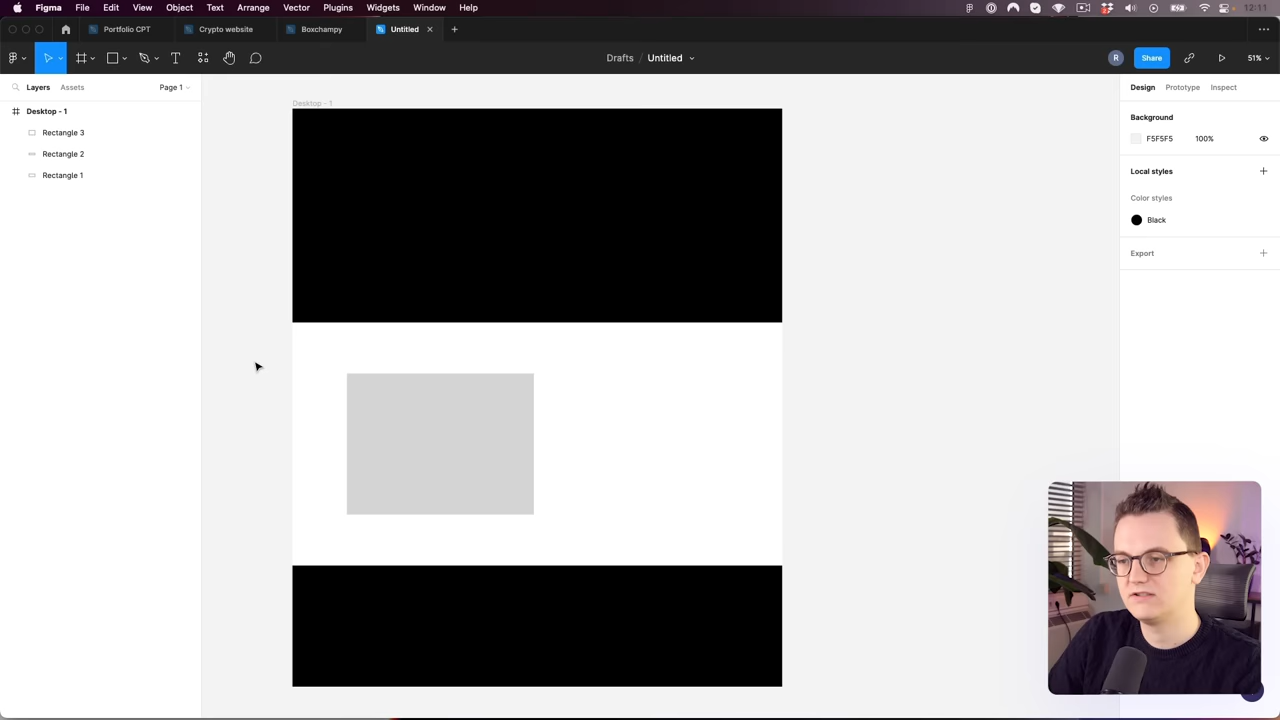 Figma File Edit View Object Text Arrange Vector Plugins Widgets Window Help 12:11
Portfolio CPT Crypto website Boxchampy Untitled
Drafts / Untitled R Share 51%
Layers Assets Page 1 Design Prototype Inspect
Desktop - 1
Desktop - 1
Rectangle 3
Rectangle 2
Rectangle 1
Background
F5F5F5 100%
Local styles
Color styles
Black
Export